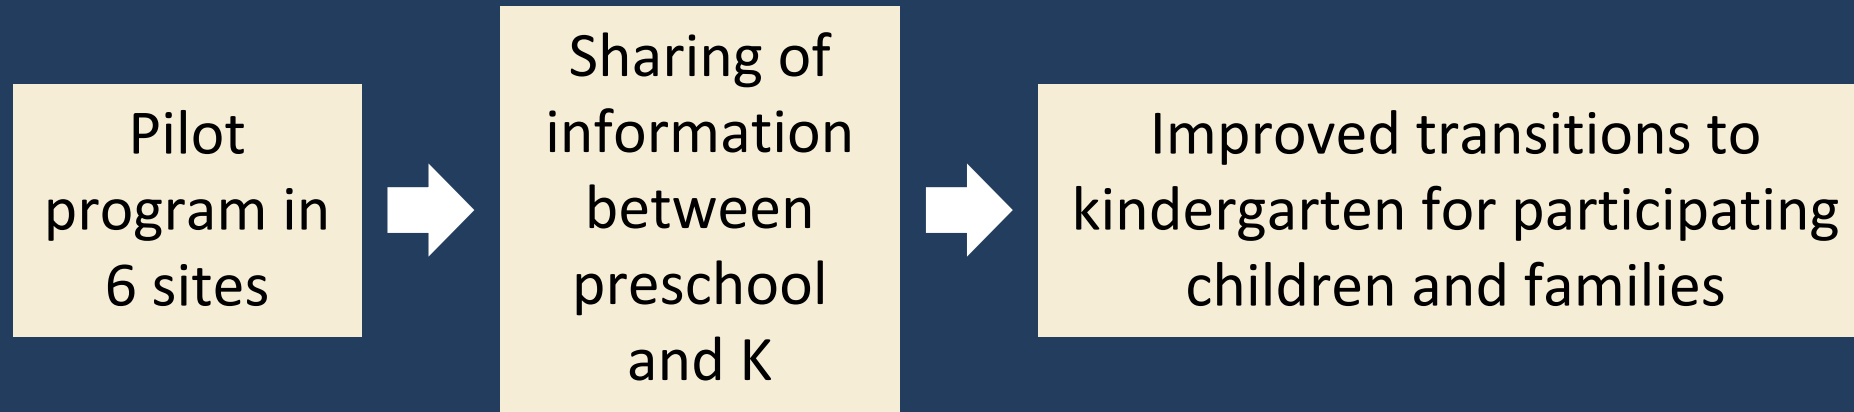 Pilot
program in
6 sites
Sharing of
information
between
preschool
and K
Improved transitions to
kindergarten for participating
children and families